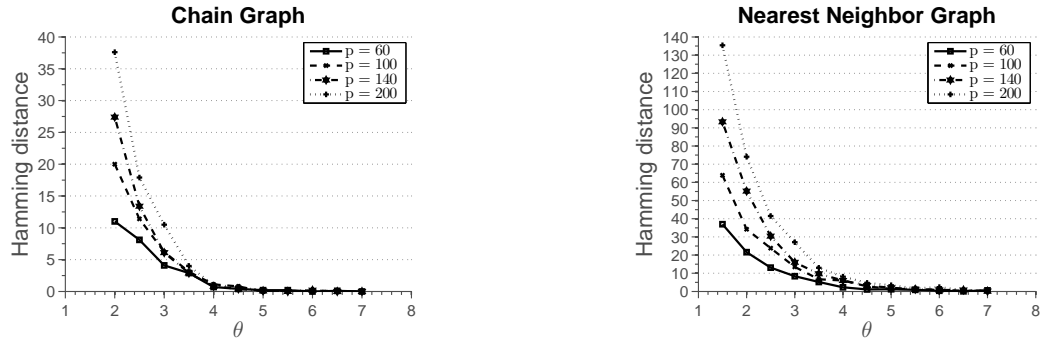 Chain Graph
Hamming distance
40
35
30
25
20
15
10
5
0
1 2 3 4 5 6 7 8
θ
p = 60
p = 100
p = 140
p = 200
Nearest Neighbor Graph
Hamming distance
140
130
120
110
100
90
80
70
60
50
40
30
20
10
0
1 2 3 4 5 6 7 8
θ
p = 60
p = 100
p = 140
p = 200